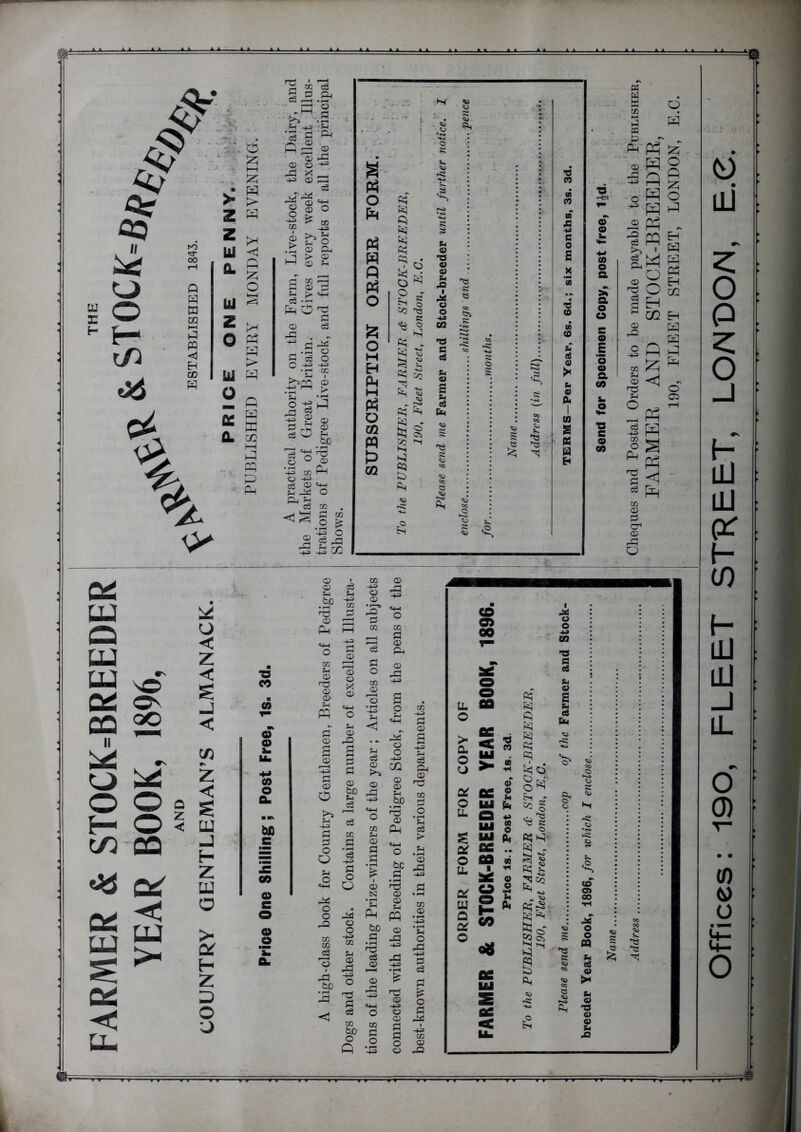 THE
FARMER & STOCK-BREEDER.
ESTABLISHED 1843.
PRICE ONE PENNY.
PUBLISHED EVERY MONDAY EVENING.
A practical authority on the Farm, Live-stock, the Dairy, and
the Markets of Great Britain. Gives every week excellent Illus-
trations of Pedigree Live-stock, and full reports of all the principal
Shows.
SUBSCRIPTION ORDER FORM.
To the PUBLISHER, FARMER & STOCK-BREEDER,
190, Fleet Street, London, E.C.
Please send me Farmer and Stock-breeder until further notice. I
enclose shillings and pence
for months.
Name
Address (in full)
TERMS—Per Year, 6s. 6d.; six months, 3s. 3d.
Send for Specimen Copy, post free, 1½d.
Cheques and Postal Orders to be made payable to the PUBLISHER,
FARMER AND STOCK-BREEDER,
190, FLEET STREET, LONDON, E.C.
FARMER & STOCK=BREEDER
YEAR BOOK, 1896,
AND
COUNTRY GENTLEMAN'S ALMANACK.
Price One Shilling; Post Free, 1s. 3d.
A high-class book for Country Gentlemen, Breeders of Pedigree
Dogs and other stock. Contains a large number of excellent Illustra-
tions of the leading Prize-winners of the year; Articles on all subjects
connected with the Breeding of Pedigree Stock, from the pens of the
best-known authorities in their various departments.
ORDER FORM FOR COPY OF
FARMER & STOCK-BREEDER YEAR BOOK, 1896.
Price 1s.; Post Free, 1s. 3d
To the PUBLISHER, FARMER & STOCK-BREEDER,
190, Fleet Street, London, E.C.
Please send me cop of the Farmer and Stock-
breeder Year Book, 1896, for which I enclose
Name
Address
Offices: 190, FLEET STREET, LONDON, E.C.